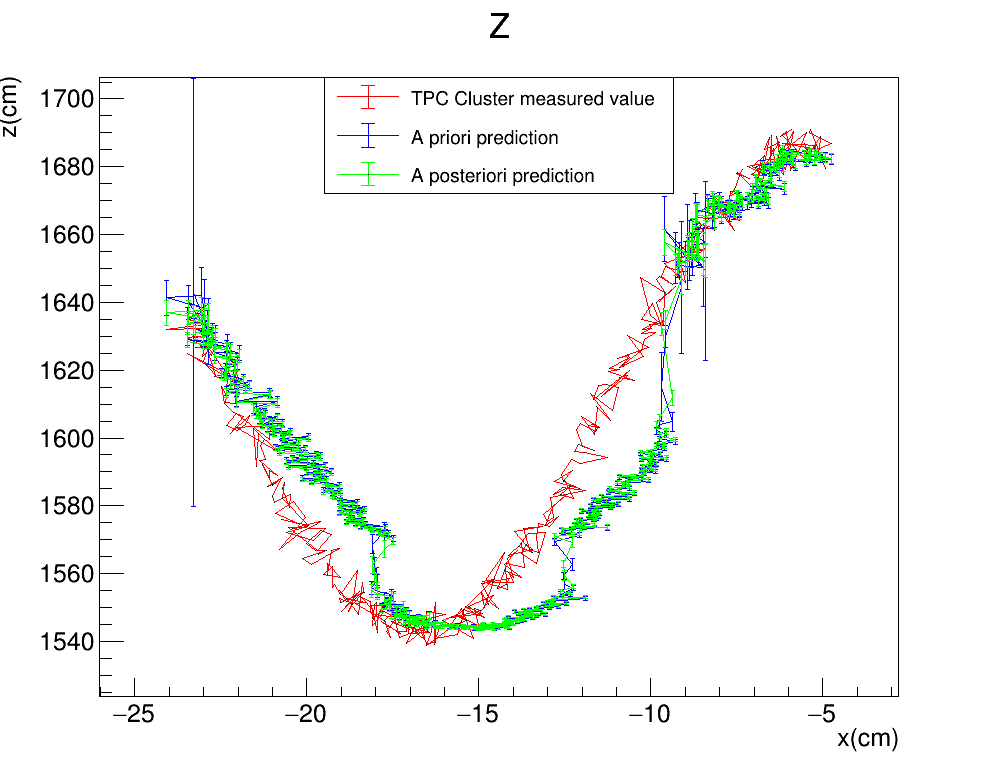 Z
z(cm)
1700
1680
1660
1640
1620
1600
1580
1560
1540
TPC Cluster measured value
A priori prediction
A posteriori prediction
−25 −20 −15 −10 −5
x(cm)